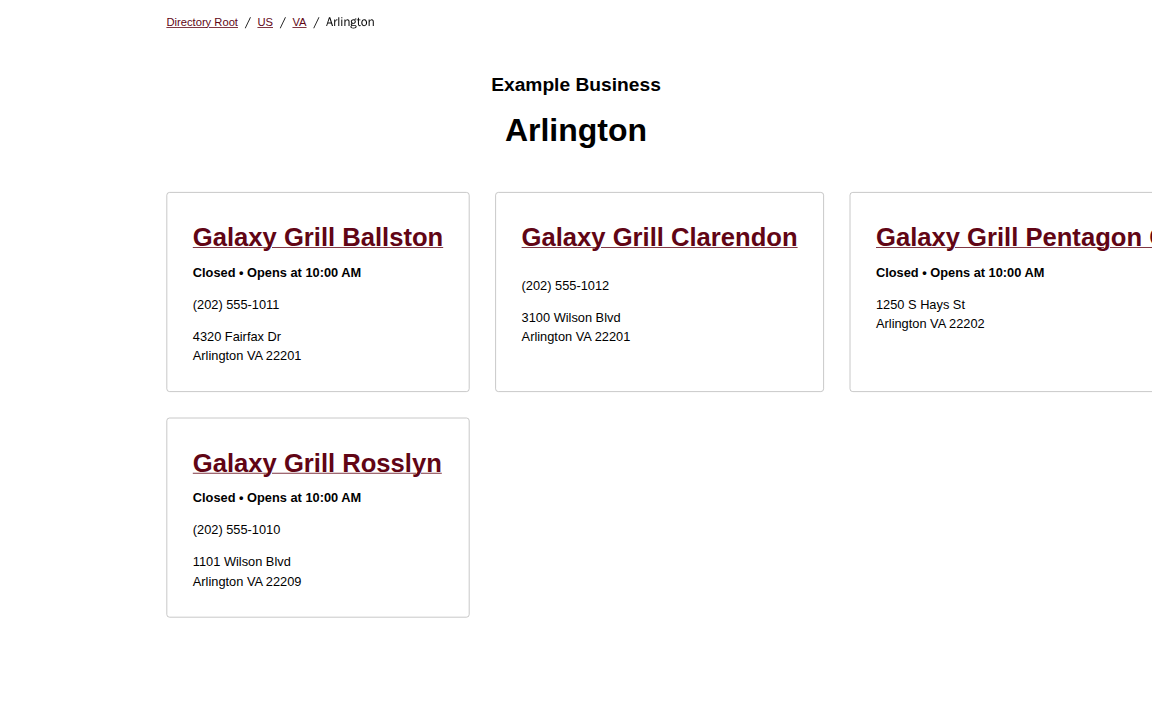 Directory Root / US / VA / Arlington
Example Business
Arlington
Galaxy Grill Ballston
Closed • Opens at 10:00 AM
(202) 555-1011
4320 Fairfax Dr
Arlington VA 22201
Galaxy Grill Clarendon
(202) 555-1012
3100 Wilson Blvd
Arlington VA 22201
Galaxy Grill Pentagon
Closed • Opens at 10:00 AM
1250 S Hays St
Arlington VA 22202
Galaxy Grill Rosslyn
Closed • Opens at 10:00 AM
(202) 555-1010
1101 Wilson Blvd
Arlington VA 22209